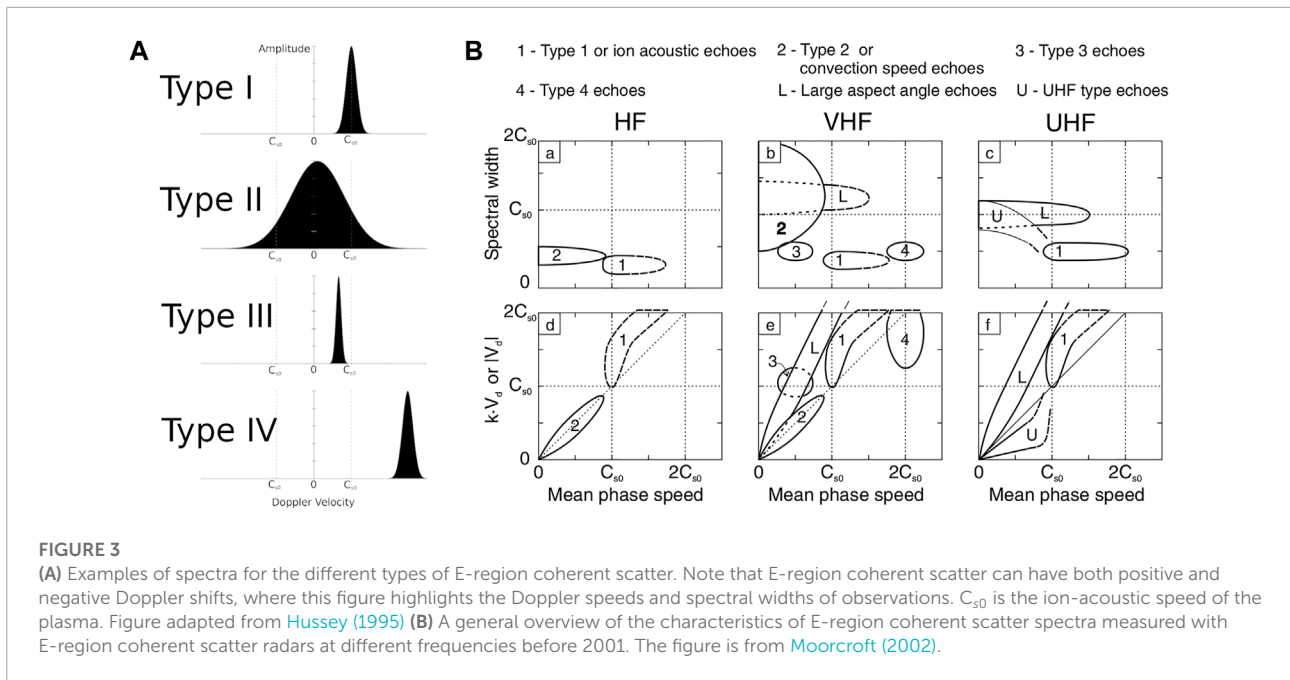 A
Amplitude
Type I
C_s0 0 C_s0
Type II
C_s0 0 C_s0
Type III
C_s0 0 C_s0
Type IV
C_s0 0 C_s0
Doppler Velocity
B
1 - Type 1 or ion acoustic echoes
2 - Type 2 or
convection speed echoes
3 - Type 3 echoes
4 - Type 4 echoes
L - Large aspect angle echoes
U - UHF type echoes
HF VHF UHF
2C_s0
Spectral width
C_s0
0
a
2 1
b
L
2
3 1 4
c
U L
1
2C_s0
k·V_d or |V_d|
C_s0
0
d
1
2
e
1 4
L
3
2
f
1
L
U
0 C_s0 2C_s0 0 C_s0 2C_s0 0 C_s0 2C_s0
Mean phase speed Mean phase speed Mean phase speed
FIGURE 3
(A) Examples of spectra for the different types of E-region coherent scatter. Note that E-region coherent scatter can have both positive and
negative Doppler shifts, where this figure highlights the Doppler speeds and spectral widths of observations. C_s0 is the ion-acoustic speed of the
plasma. Figure adapted from Hussey (1995) (B) A general overview of the characteristics of E-region coherent scatter spectra measured with
E-region coherent scatter radars at different frequencies before 2001. The figure is from Moorcroft (2002).